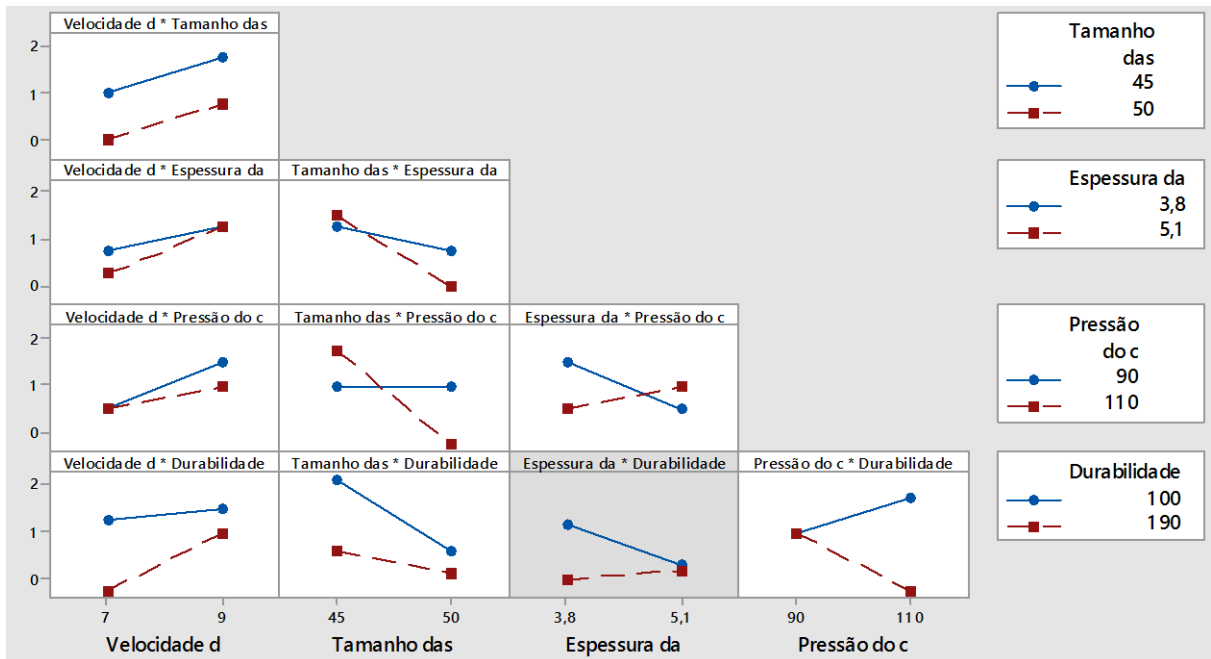 Velocidade d * Tamanho das
2
1
0
Tamanho
das
45
50
Velocidade d * Espessura da
Tamanho das * Espessura da
2
1
0
Espessura da
3,8
5,1
Velocidade d * Pressão do c
Tamanho das * Pressão do c
Espessura da * Pressão do c
2
1
0
Pressão
do c
90
110
Velocidade d * Durabilidade
Tamanho das * Durabilidade
Espessura da * Durabilidade
Pressão do c * Durabilidade
2
1
0
Durabilidade
100
190
7 9
45 50
3,8 5,1
90 110
Velocidade d
Tamanho das
Espessura da
Pressão do c